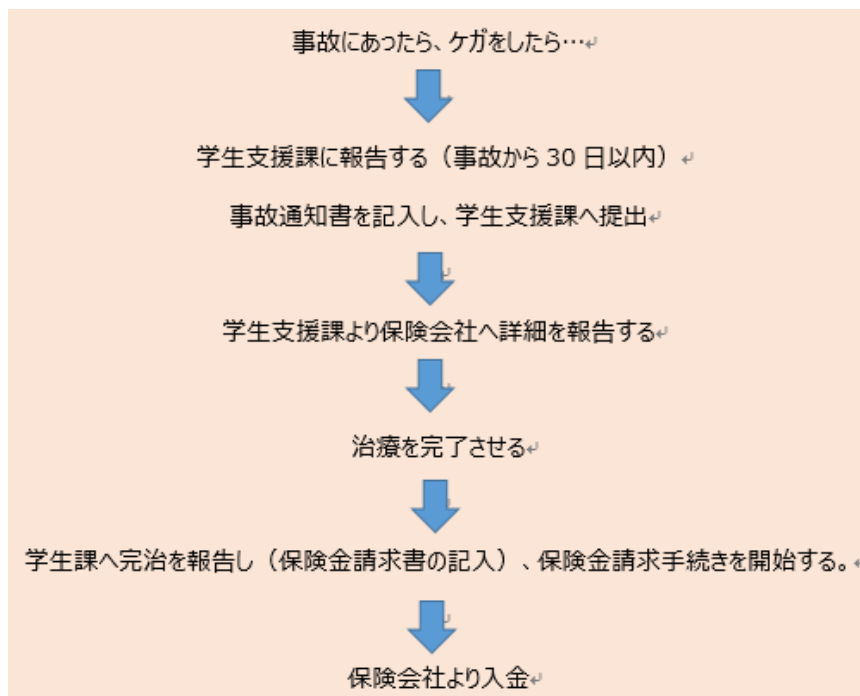 事故にあったら、ケガをしたら…
学生支援課に報告する（事故から 30 日以内）
事故通知書を記入し、学生支援課へ提出
学生支援課より保険会社へ詳細を報告する
治療を完了させる
学生課へ完治を報告し（保険金請求書の記入）、保険金請求手続きを開始する。
保険会社より入金